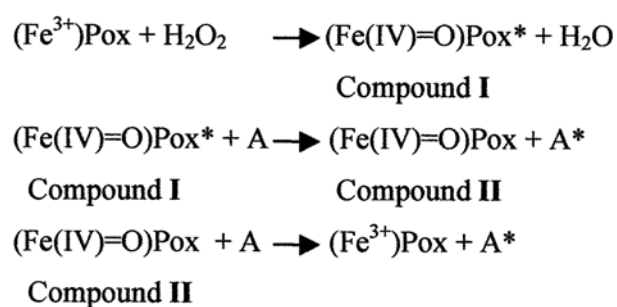 (Fe³⁺)Pox + H₂O₂ → (Fe(IV)=O)Pox* + H₂O
Compound I
(Fe(IV)=O)Pox* + A → (Fe(IV)=O)Pox + A*
Compound I Compound II
(Fe(IV)=O)Pox + A → (Fe³⁺)Pox + A*
Compound II